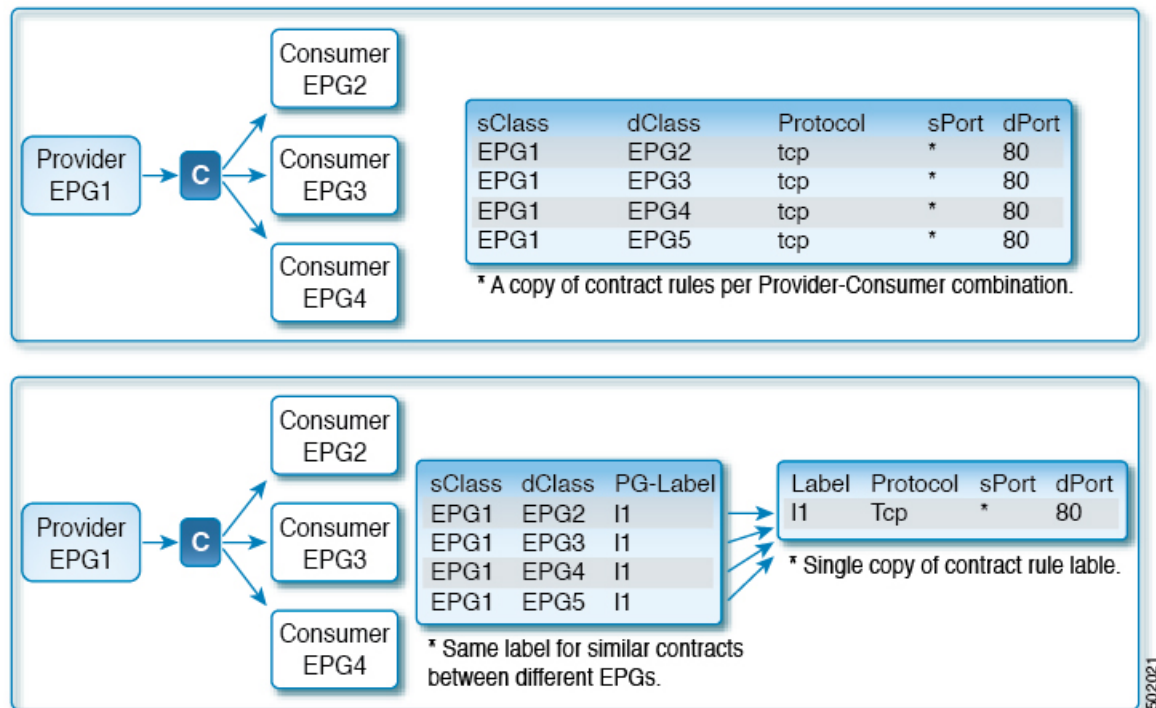 Consumer
EPG2
Provider
EPG1
C
Consumer
EPG3
Consumer
EPG4
sClass dClass Protocol sPort dPort
EPG1 EPG2 tcp * 80
EPG1 EPG3 tcp * 80
EPG1 EPG4 tcp * 80
EPG1 EPG5 tcp * 80
* A copy of contract rules per Provider-Consumer combination.
Consumer
EPG2
Provider
EPG1
C
Consumer
EPG3
Consumer
EPG4
sClass dClass PG-Label
EPG1 EPG2 l1
EPG1 EPG3 l1
EPG1 EPG4 l1
EPG1 EPG5 l1
* Same label for similar contracts
between different EPGs.
Label Protocol sPort dPort
l1 Tcp * 80
* Single copy of contract rule lable.
502021